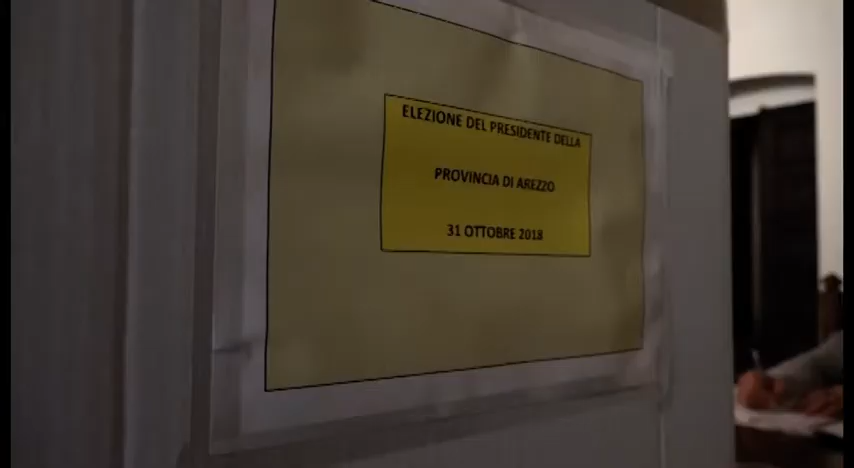 ELEZIONE DEL PRESIDENTE DELLA
PROVINCIA DI AREZZO
31 OTTOBRE 2018